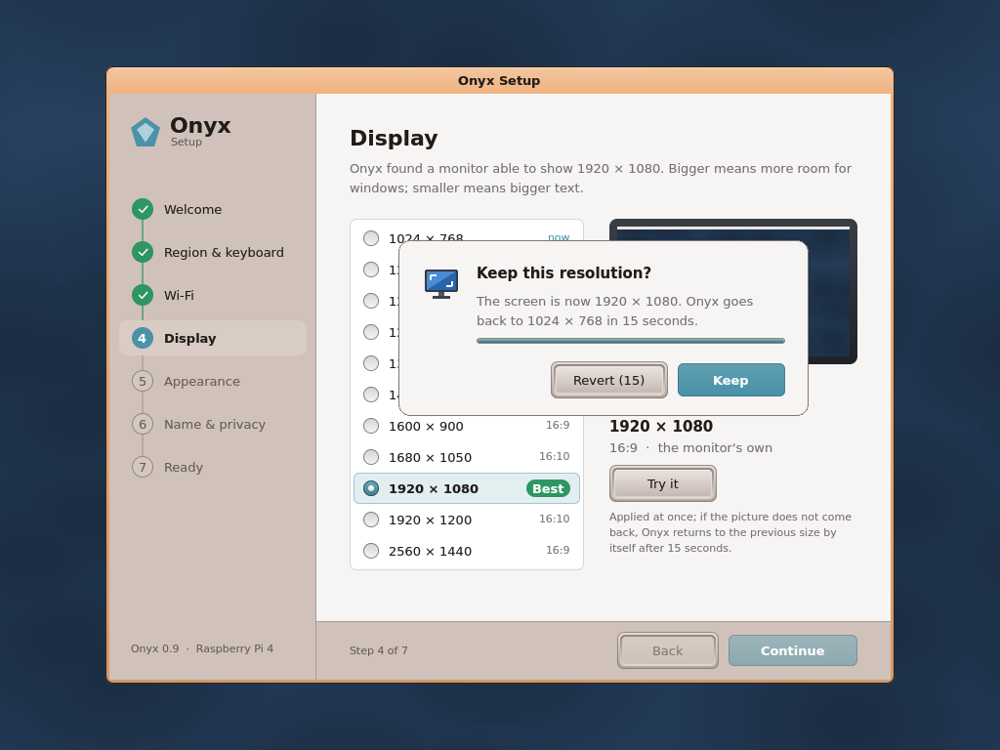 Onyx Setup
Onyx
Setup
Welcome
Region & keyboard
Wi-Fi
4 Display
5 Appearance
6 Name & privacy
7 Ready
Onyx 0.9 · Raspberry Pi 4
Display
Onyx found a monitor able to show 1920 × 1080. Bigger means more room for
windows; smaller means bigger text.
1024 × 768 now
Keep this resolution?
The screen is now 1920 × 1080. Onyx goes
back to 1024 × 768 in 15 seconds.
Revert (15) Keep
1600 × 900 16:9
1680 × 1050 16:10
1920 × 1080 Best
1920 × 1200 16:10
2560 × 1440 16:9
1920 × 1080
16:9 · the monitor's own
Try it
Applied at once; if the picture does not come
back, Onyx returns to the previous size by
itself after 15 seconds.
Step 4 of 7
Back Continue